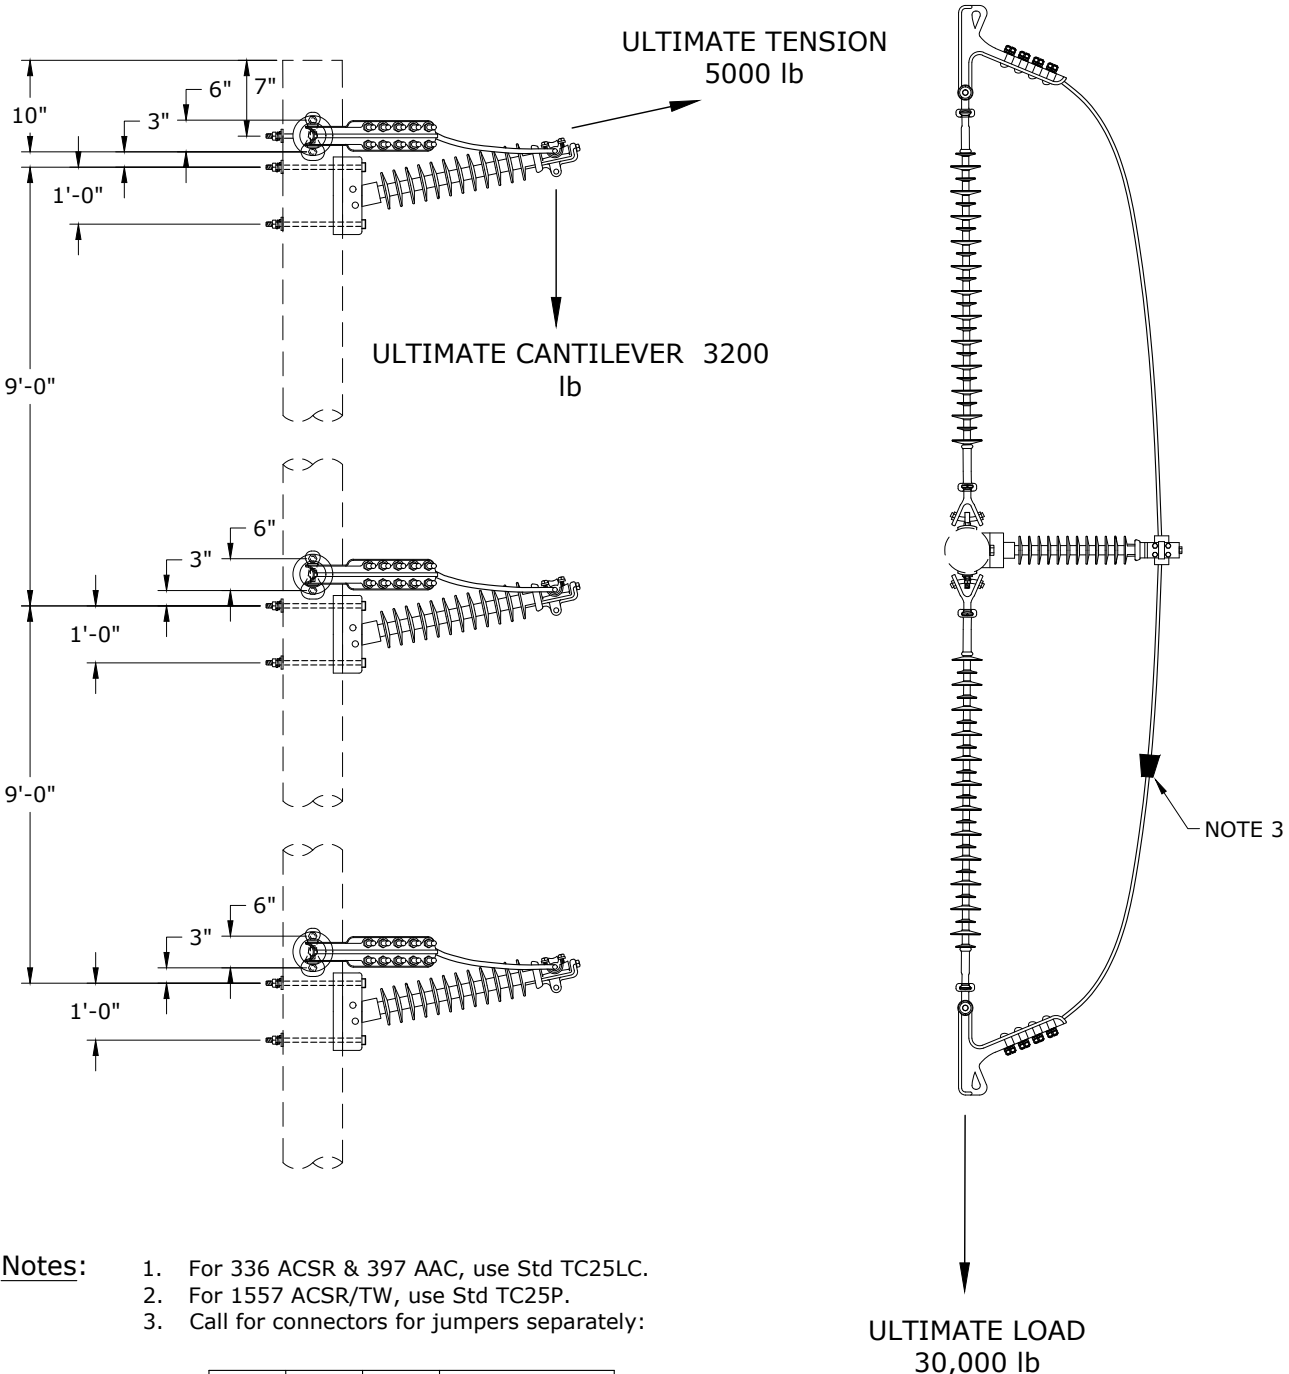 ULTIMATE TENSION
5000 lb
10"
6"
7"
3"
1'-0"
ULTIMATE CANTILEVER 3200
lb
9'-0"
6"
3"
1'-0"
9'-0"
NOTE 3
6"
3"
1'-0"
Notes:
1. For 336 ACSR & 397 AAC, use Std TC25LC.
2. For 1557 ACSR/TW, use Std TC25P.
3. Call for connectors for jumpers separately:
ULTIMATE LOAD
30,000 lb